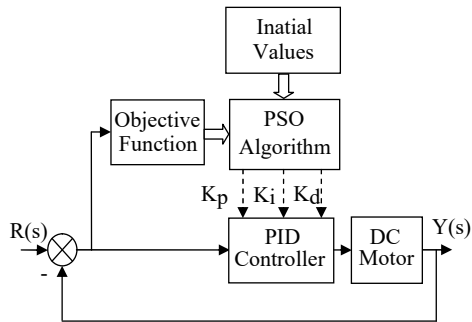 Inatial
Values
Objective
Function
PSO
Algorithm
Kp
Ki
Kd
R(s)
-
PID
Controller
DC
Motor
Y(s)